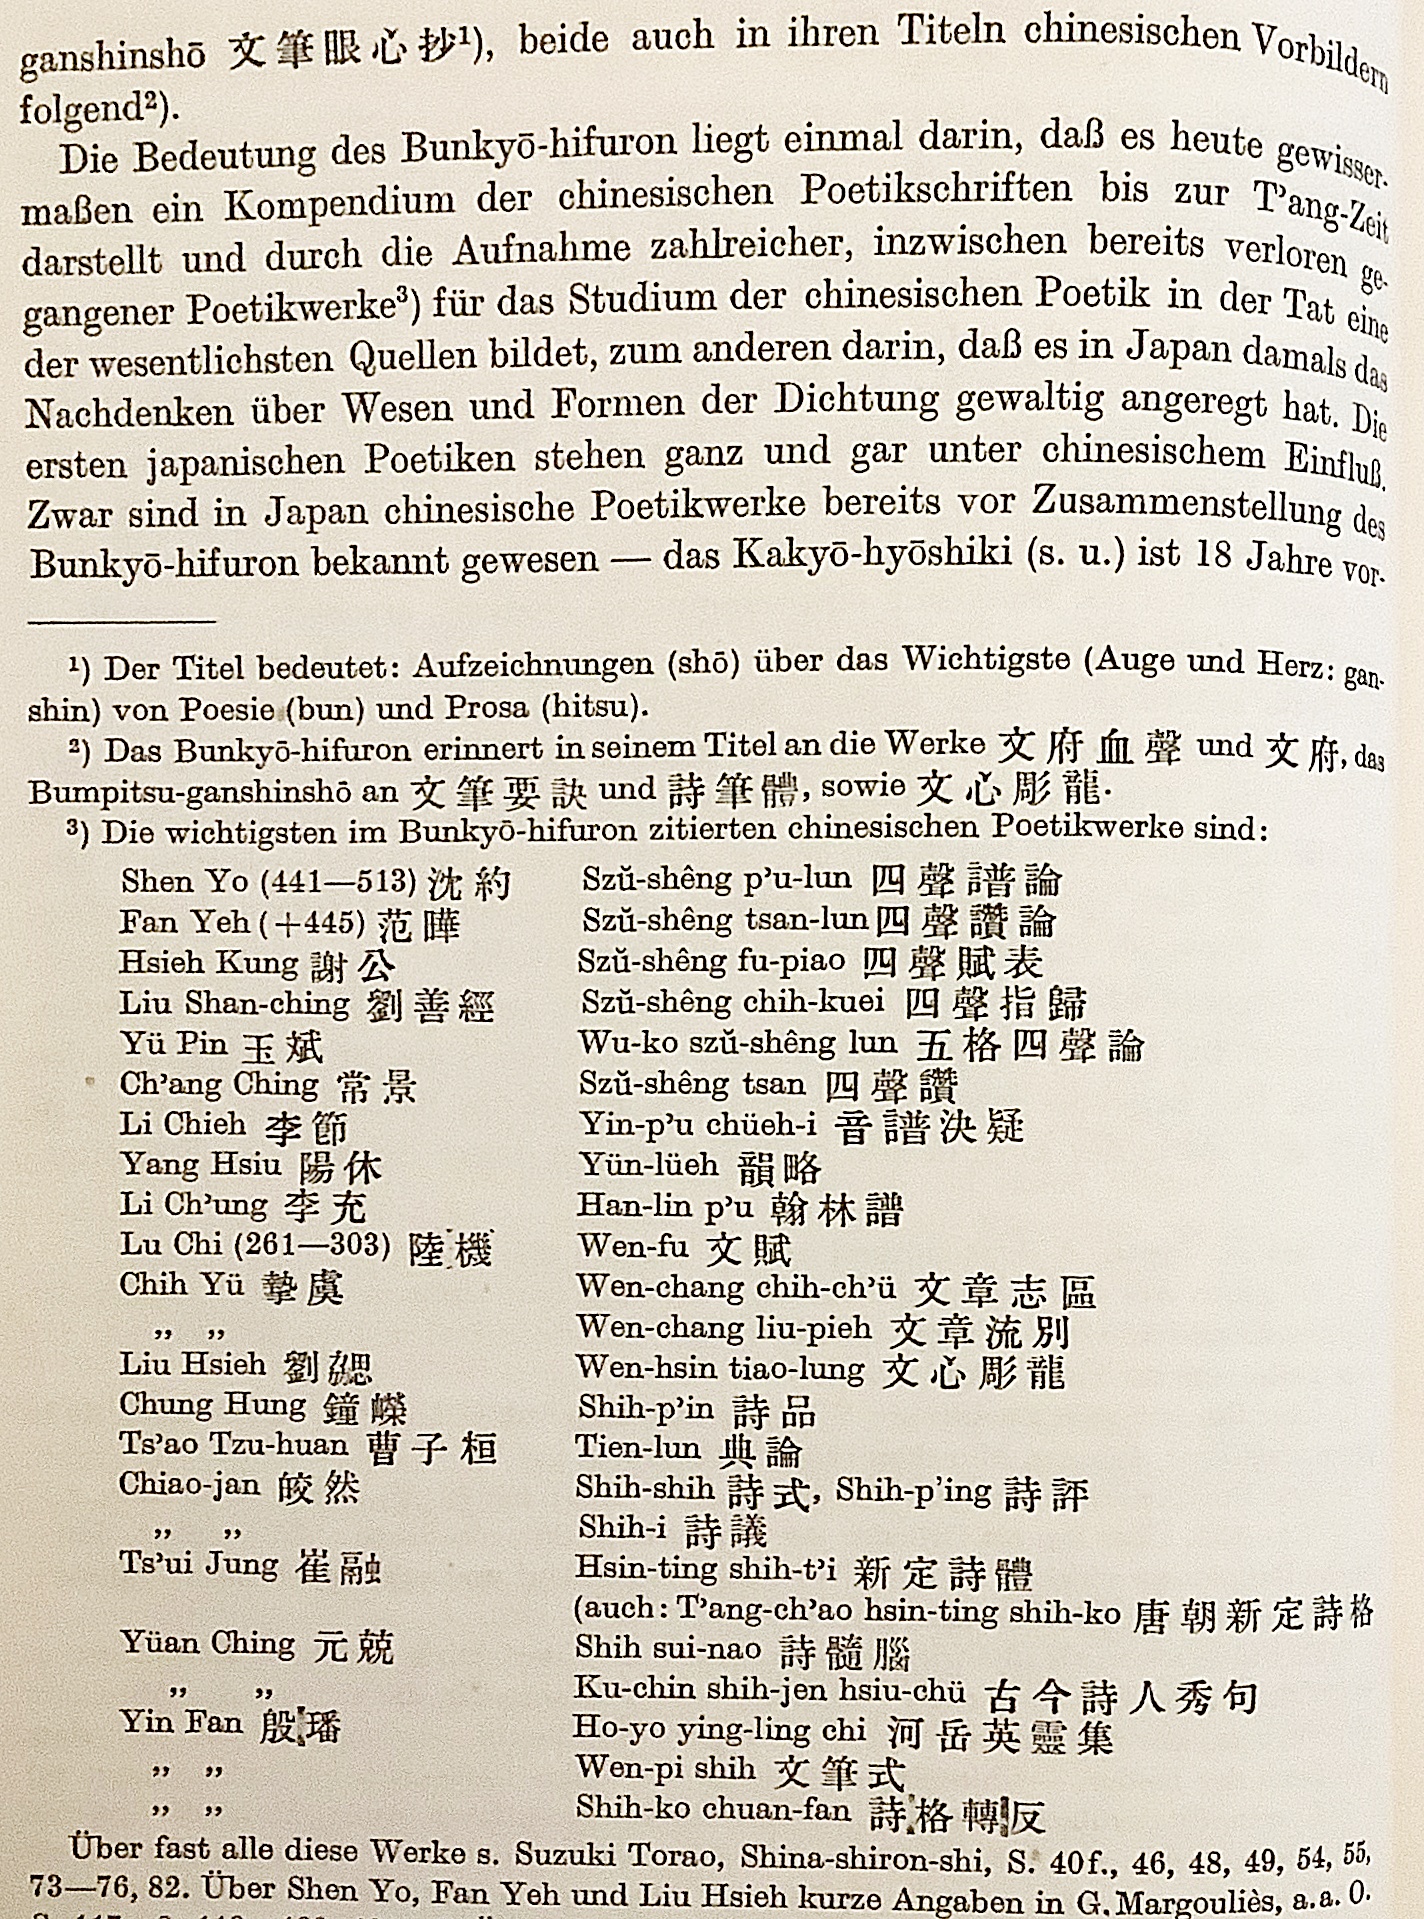 ganshinshō 文筆眼心抄¹), beide auch in ihren Titeln chinesischen Vorbildern
folgend²).
Die Bedeutung des Bunkyō-hifuron liegt einmal darin, daß es heute gewisser-
maßen ein Kompendium der chinesischen Poetikschriften bis zur T’ang-Zeit
darstellt und durch die Aufnahme zahlreicher, inzwischen bereits verloren ge-
gangener Poetikwerke³) für das Studium der chinesischen Poetik in der Tat eine
der wesentlichsten Quellen bildet, zum anderen darin, daß es in Japan damals das
Nachdenken über Wesen und Formen der Dichtung gewaltig angeregt hat. Die
ersten japanischen Poetiken stehen ganz und gar unter chinesischem Einfluß.
Zwar sind in Japan chinesische Poetikwerke bereits vor Zusammenstellung des
Bunkyō-hifuron bekannt gewesen — das Kakyō-hyōshiki (s. u.) ist 18 Jahre vor-
¹) Der Titel bedeutet: Aufzeichnungen (shō) über das Wichtigste (Auge und Herz: gan-
shin) von Poesie (bun) und Prosa (hitsu).
²) Das Bunkyō-hifuron erinnert in seinem Titel an die Werke 文府血聲 und 文府, das
Bumpitsu-ganshinshō an 文筆要訣 und 詩筆體, sowie 文心彫龍.
³) Die wichtigsten im Bunkyō-hifuron zitierten chinesischen Poetikwerke sind:
Shen Yo (441—513) 沈約 Szŭ-shêng p’u-lun 四聲譜論
Fan Yeh (+445) 范曄 Szŭ-shêng tsan-lun 四聲讚論
Hsieh Kung 謝公 Szŭ-shêng fu-piao 四聲賦表
Liu Shan-ching 劉善經 Szŭ-shêng chih-kuei 四聲指歸
Yü Pin 玉斌 Wu-ko szŭ-shêng lun 五格四聲論
Ch’ang Ching 常景 Szŭ-shêng tsan 四聲讚
Li Chieh 李節 Yin-p’u chüeh-i 音譜決疑
Yang Hsiu 陽休 Yün-lüeh 韻略
Li Ch’ung 李充 Han-lin p’u 翰林譜
Lu Chi (261—303) 陸機 Wen-fu 文賦
Chih Yü 摯虞 Wen-chang chih-ch’ü 文章志區
,, ,, Wen-chang liu-pieh 文章流別
Liu Hsieh 劉勰 Wen-hsin tiao-lung 文心彫龍
Chung Hung 鐘嶸 Shih-p’in 詩品
Ts’ao Tzu-huan 曹子桓 Tien-lun 典論
Chiao-jan 皎然 Shih-shih 詩式, Shih-p’ing 詩評
,, ,, Shih-i 詩議
Ts’ui Jung 崔融 Hsin-ting shih-t’i 新定詩體
(auch: T’ang-ch’ao hsin-ting shih-ko 唐朝新定詩格
Yüan Ching 元兢 Shih sui-nao 詩髓腦
,, ,, Ku-chin shih-jen hsiu-chü 古今詩人秀句
Yin Fan 殷璠 Ho-yo ying-ling chi 河岳英靈集
,, ,, Wen-pi shih 文筆式
,, ,, Shih-ko chuan-fan 詩格轉反
Über fast alle diese Werke s. Suzuki Torao, Shina-shiron-shi, S. 40f., 46, 48, 49, 54, 55,
73—76, 82. Über Shen Yo, Fan Yeh und Liu Hsieh kurze Angaben in G. Margouliès, a.a. O.